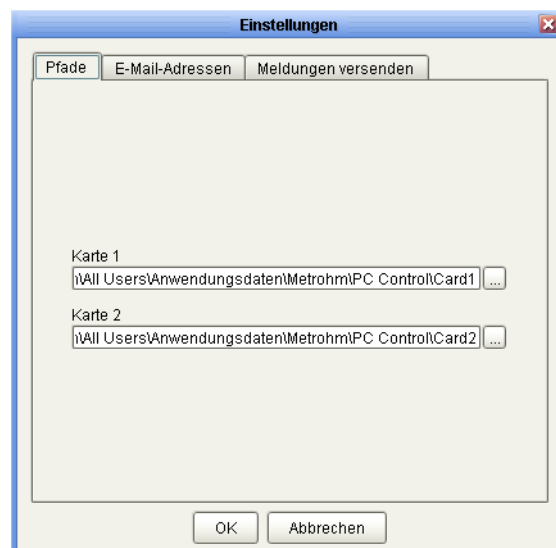 Einstellungen
Pfade E-Mail-Adressen Meldungen versenden
Karte 1
\All Users\Anwendungsdaten\Metrohm\PC Control\Card1 ...
Karte 2
\All Users\Anwendungsdaten\Metrohm\PC Control\Card2 ...
OK Abbrechen